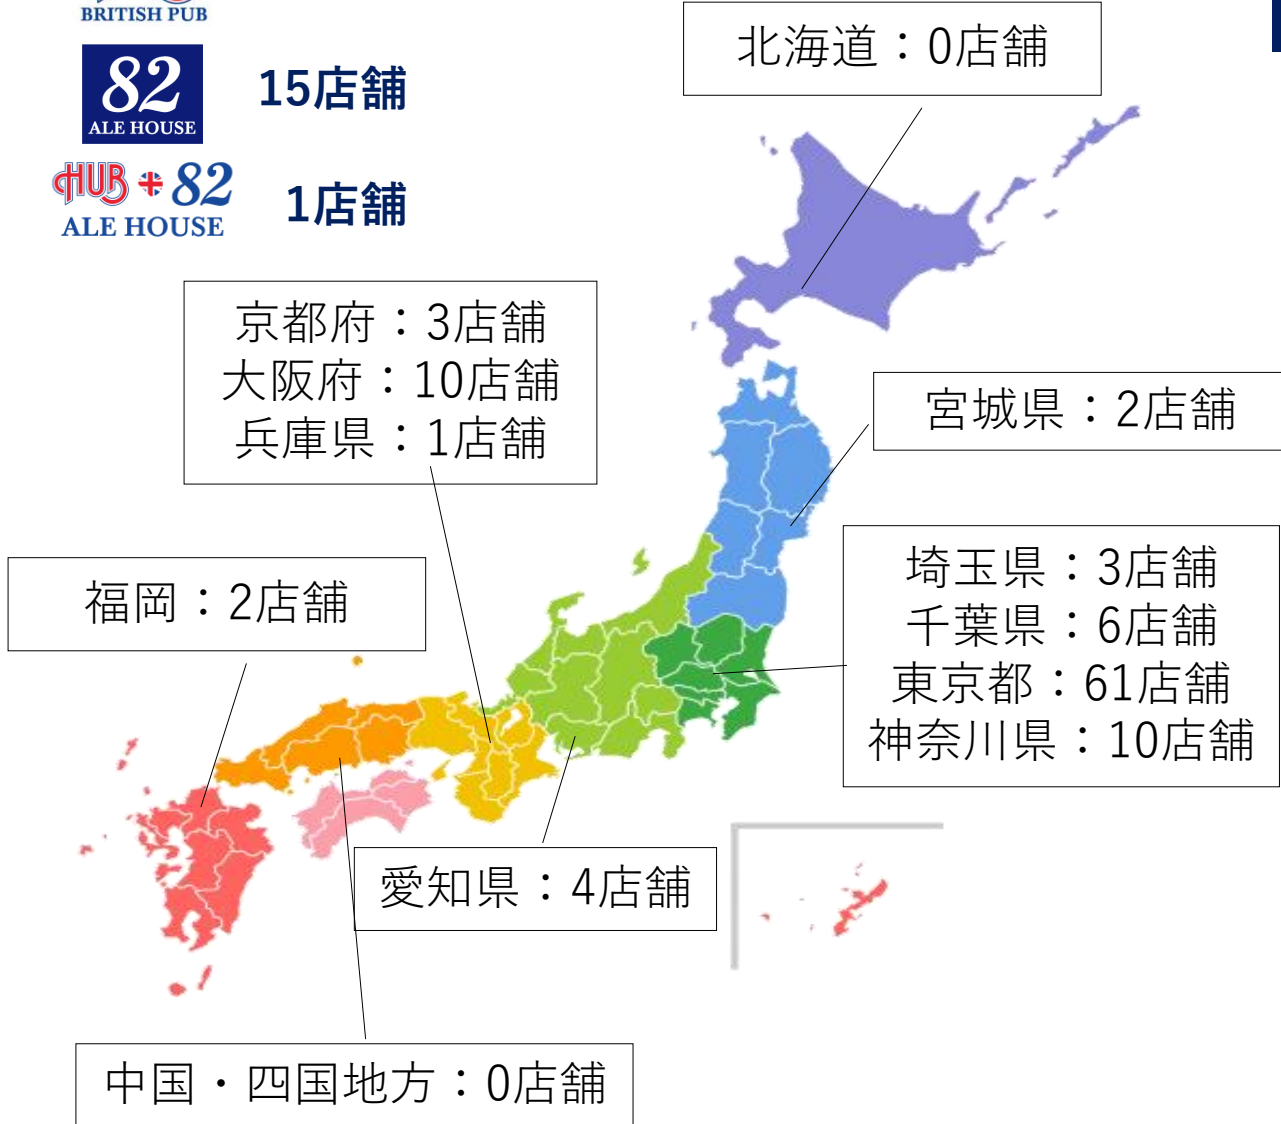 BRITISH PUB
82
ALE HOUSE
15店舗
HUB + 82
ALE HOUSE
1店舗
北海道：0店舗
京都府：3店舗
大阪府：10店舗
兵庫県：1店舗
宮城県：2店舗
埼玉県：3店舗
千葉県：6店舗
東京都：61店舗
神奈川県：10店舗
福岡：2店舗
愛知県：4店舗
中国・四国地方：0店舗